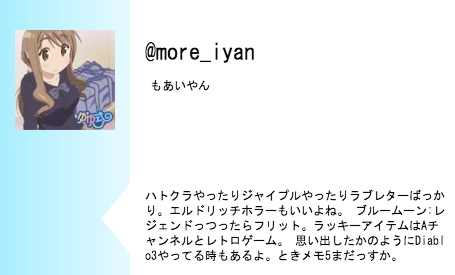 @more_iyan
もあいやん
ゆゆ式
ハトクラやったりジャイプルやったりラブレターばっか
り。エルドリッチホラーもいいよね。 ブルームーン:レ
ジェンドっつったらフリット。ラッキーアイテムはAチ
ャンネルとレトロゲーム。 思い出したかのようにDiabl
o3やってる時もあるよ。ときメモ5まだっすか。